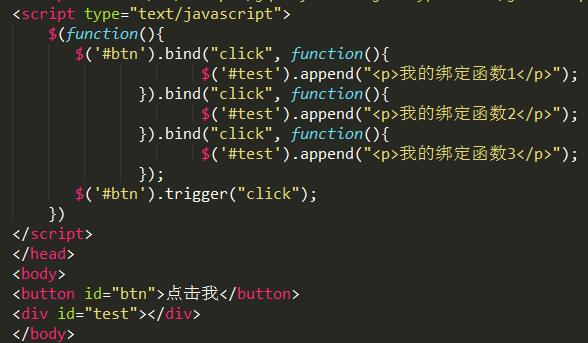 <script type="text/javascript">
$(function(){
$('#btn').bind("click", function(){
$('#test').append("<p>我的绑定函数1</p>");
}).bind("click", function(){
$('#test').append("<p>我的绑定函数2</p>");
}).bind("click", function(){
$('#test').append("<p>我的绑定函数3</p>");
});
$('#btn').trigger("click");
})
</script>
</head>
<body>
<button id="btn">点击我</button>
<div id="test"></div>
</body>